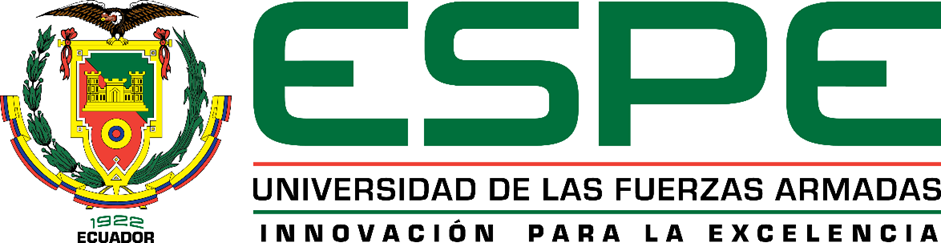 1922
ECUADOR
ESPE
UNIVERSIDAD DE LAS FUERZAS ARMADAS
INNOVACIÓN PARA LA EXCELENCIA